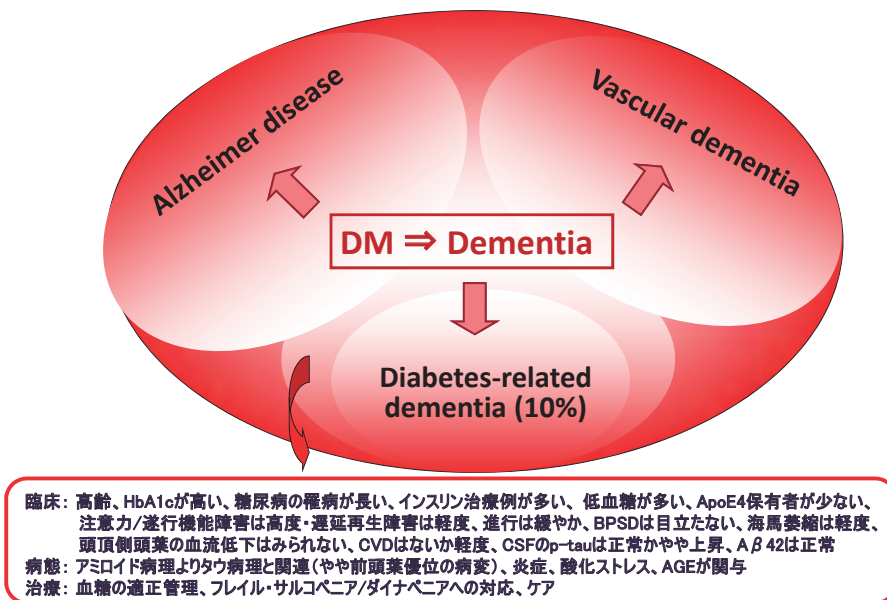 Alzheimer disease
Vascular dementia
DM ⇒ Dementia
Diabetes-related
dementia (10%)
臨床: 高齢、HbA1cが高い、糖尿病の罹病が長い、インスリン治療例が多い、 低血糖が多い、ApoE4保有者が少ない、
注意力/遂行機能障害は高度・遅延再生障害は軽度、進行は緩やか、BPSDは目立たない、海馬萎縮は軽度、
頭頂側頭葉の血流低下はみられない、CVDはないか軽度、CSFのp-tauは正常かやや上昇、Aβ42は正常
病態: アミロイド病理よりタウ病理と関連(やや前頭葉優位の病変)、炎症、酸化ストレス、AGEが関与
治療: 血糖の適正管理、フレイル・サルコペニア/ダイナペニアへの対応、ケア